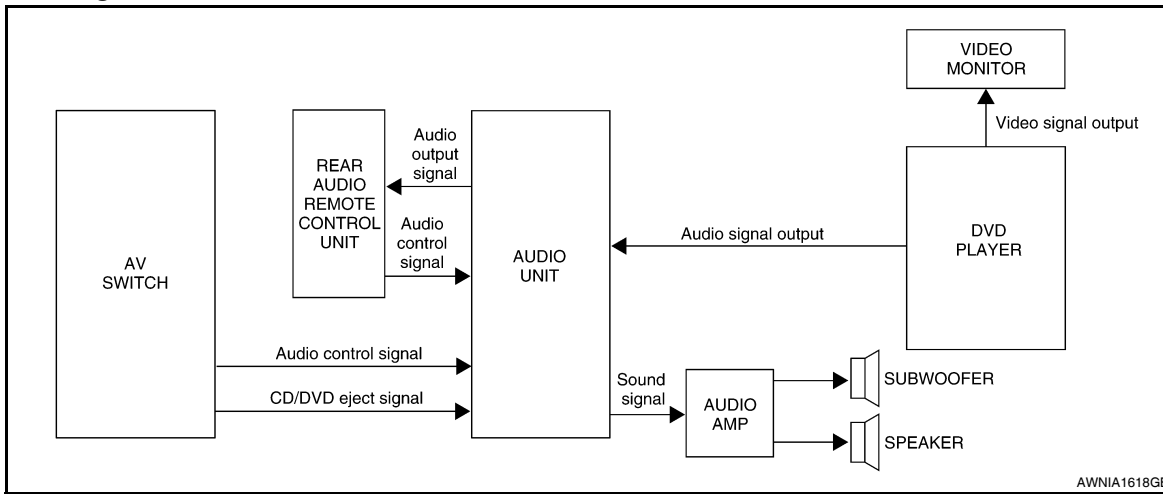 VIDEO
MONITOR
Video signal output
DVD
PLAYER
Audio signal output
REAR
AUDIO
REMOTE
CONTROL
UNIT
Audio
output
signal
Audio
control
signal
AUDIO
UNIT
AV
SWITCH
Audio control signal
CD/DVD eject signal
Sound
signal
AUDIO
AMP
SUBWOOFER
SPEAKER